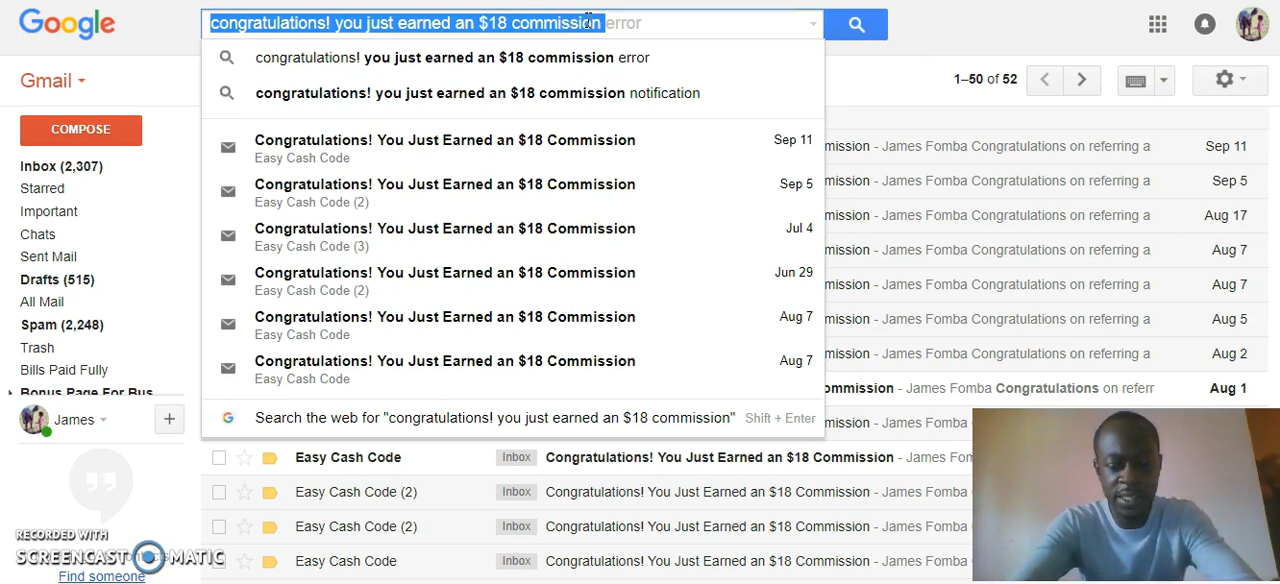 Google
congratulations! you just earned an $18 commission error
congratulations! you just earned an $18 commission error
congratulations! you just earned an $18 commission notification
Congratulations! You Just Earned an $18 Commission Sep 11
Easy Cash Code
Congratulations! You Just Earned an $18 Commission Sep 5
Easy Cash Code (2)
Congratulations! You Just Earned an $18 Commission Jul 4
Easy Cash Code (3)
Congratulations! You Just Earned an $18 Commission Jun 29
Easy Cash Code (2)
Congratulations! You Just Earned an $18 Commission Aug 7
Easy Cash Code
Congratulations! You Just Earned an $18 Commission Aug 7
Easy Cash Code
Search the web for "congratulations! you just earned an $18 commission" Shift + Enter
Gmail
COMPOSE
Inbox (2,307)
Starred
Important
Chats
Sent Mail
Drafts (515)
All Mail
Spam (2,248)
Trash
Bills Paid Fully
Bonus Page For Bus
James
Find someone
1–50 of 52
mission - James Fomba Congratulations on referring a Sep 11
mission - James Fomba Congratulations on referring a Sep 5
mission - James Fomba Congratulations on referring a Aug 17
mission - James Fomba Congratulations on referring a Aug 7
mission - James Fomba Congratulations on referring a Aug 7
mission - James Fomba Congratulations on referring a Aug 5
mission - James Fomba Congratulations on referring a Aug 2
ommission - James Fomba Congratulations on referr Aug 1
mission - James Fomba Congratulations on referring a
Easy Cash Code Inbox Congratulations! You Just Earned an $18 Commission - James Fo
Easy Cash Code (2) Inbox Congratulations! You Just Earned an $18 Commission - James Fomb
Easy Cash Code (2) Inbox Congratulations! You Just Earned an $18 Commission - James Fomb
Easy Cash Code Inbox Congratulations! You Just Earned an $18 Commission - James Fomb
RECORDED WITH
SCREENCAST MATIC